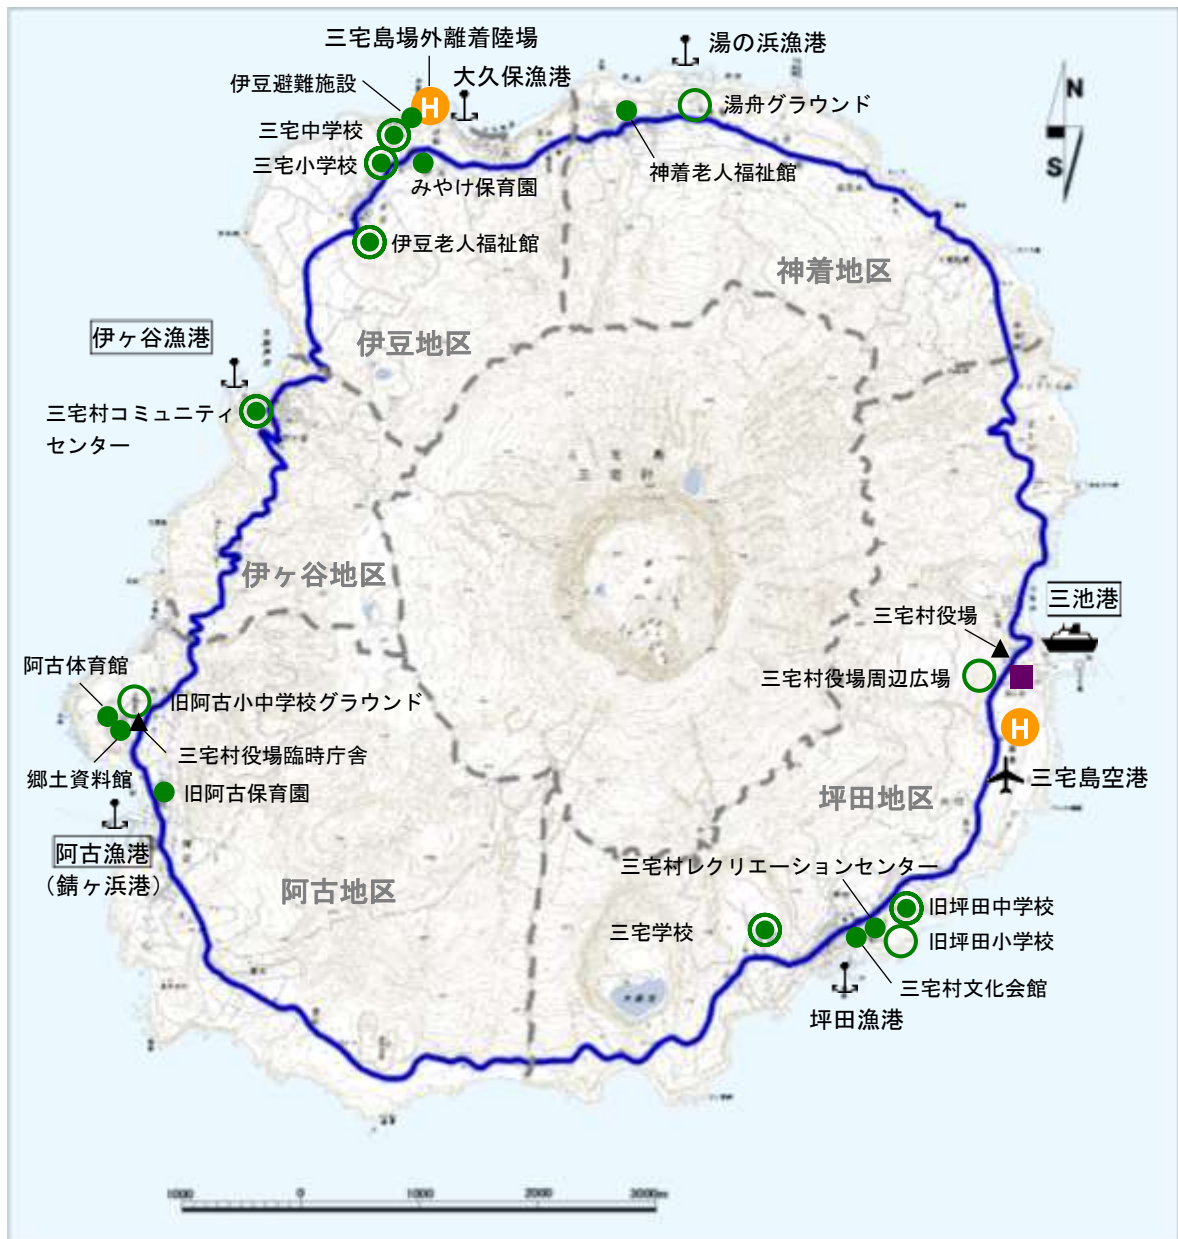 三宅島場外離着陸場
湯の浜漁港
伊豆避難施設
大久保漁港
H
湯舟グラウンド
N
三宅中学校
三宅小学校
神着老人福祉館
S
みやけ保育園
伊豆老人福祉館
神着地区
伊ヶ谷漁港
伊豆地区
三宅村コミュニティ
センター
伊ヶ谷地区
三池港
三宅村役場
阿古体育館
三宅村役場周辺広場
旧阿古小中学校グラウンド
H
三宅村役場臨時庁舎
郷土資料館
三宅島空港
旧阿古保育園
坪田地区
阿古漁港
(錆ヶ浜港)
三宅村レクリエーションセンター
阿古地区
旧坪田中学校
三宅学校
旧坪田小学校
三宅村文化会館
坪田漁港
1000 0 1000 2000 3000m